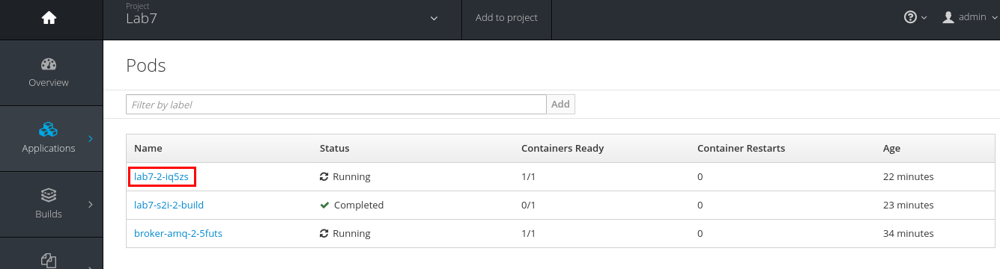 Project
Lab7
Add to project
admin
Overview
Applications
Builds
Pods
Filter by label
Add
Name Status Containers Ready Container Restarts Age
lab7-2-iq5zs Running 1/1 0 22 minutes
lab7-s2i-2-build Completed 0/1 0 23 minutes
broker-amq-2-5futs Running 1/1 0 34 minutes